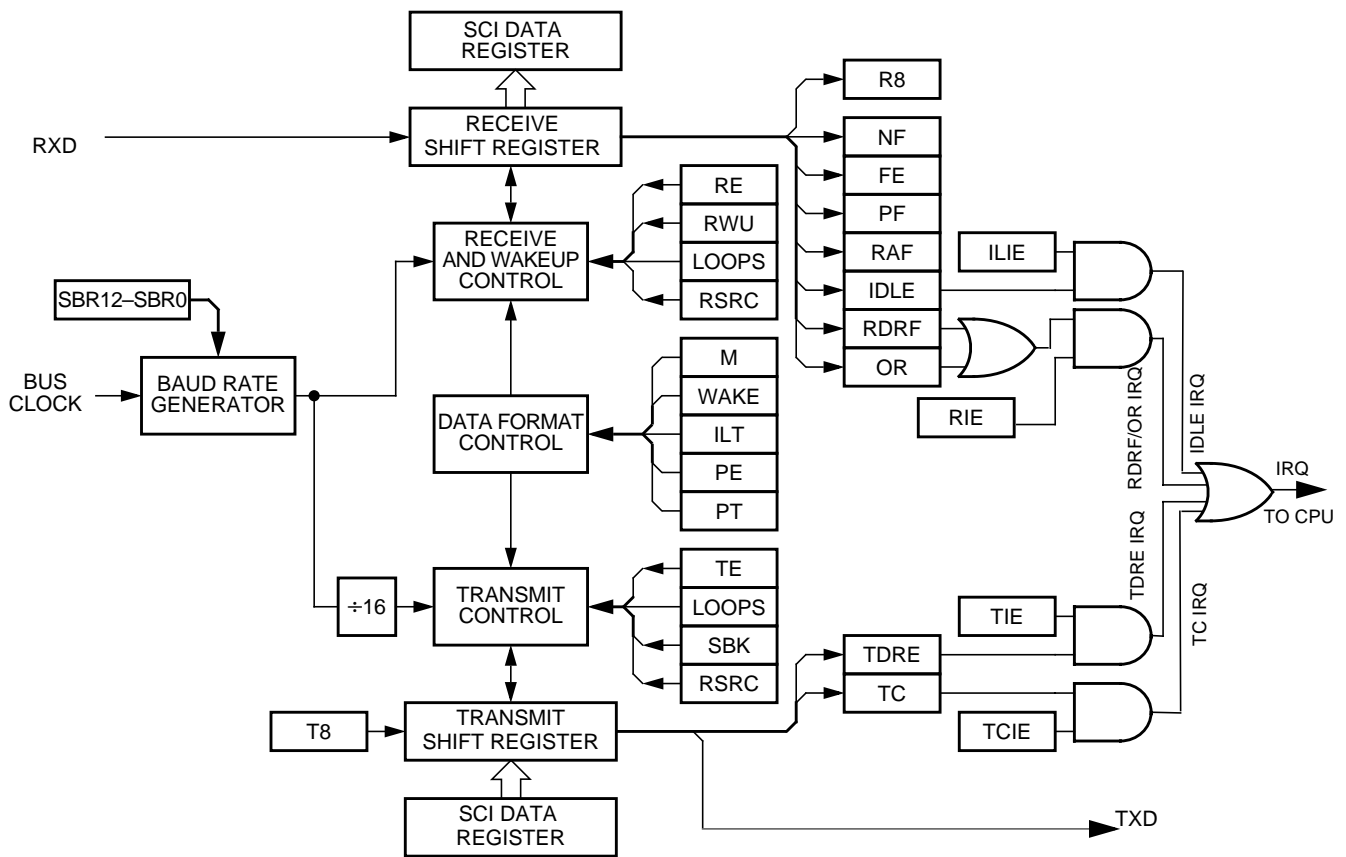 SCI DATA
REGISTER
RXD
RECEIVE
SHIFT REGISTER
R8
NF
FE
PF
RAF
IDLE
RDRF
OR
RE
RWU
LOOPS
RSRC
RECEIVE
AND WAKEUP
CONTROL
ILIE
RIE
SBR12–SBR0
BUS
CLOCK
BAUD RATE
GENERATOR
DATA FORMAT
CONTROL
M
WAKE
ILT
PE
PT
RDRF/OR IRQ
IDLE IRQ
IRQ
TO CPU
TDRE IRQ
TC IRQ
÷16
TRANSMIT
CONTROL
TE
LOOPS
SBK
RSRC
TIE
TDRE
TC
TCIE
T8
TRANSMIT
SHIFT REGISTER
SCI DATA
REGISTER
TXD